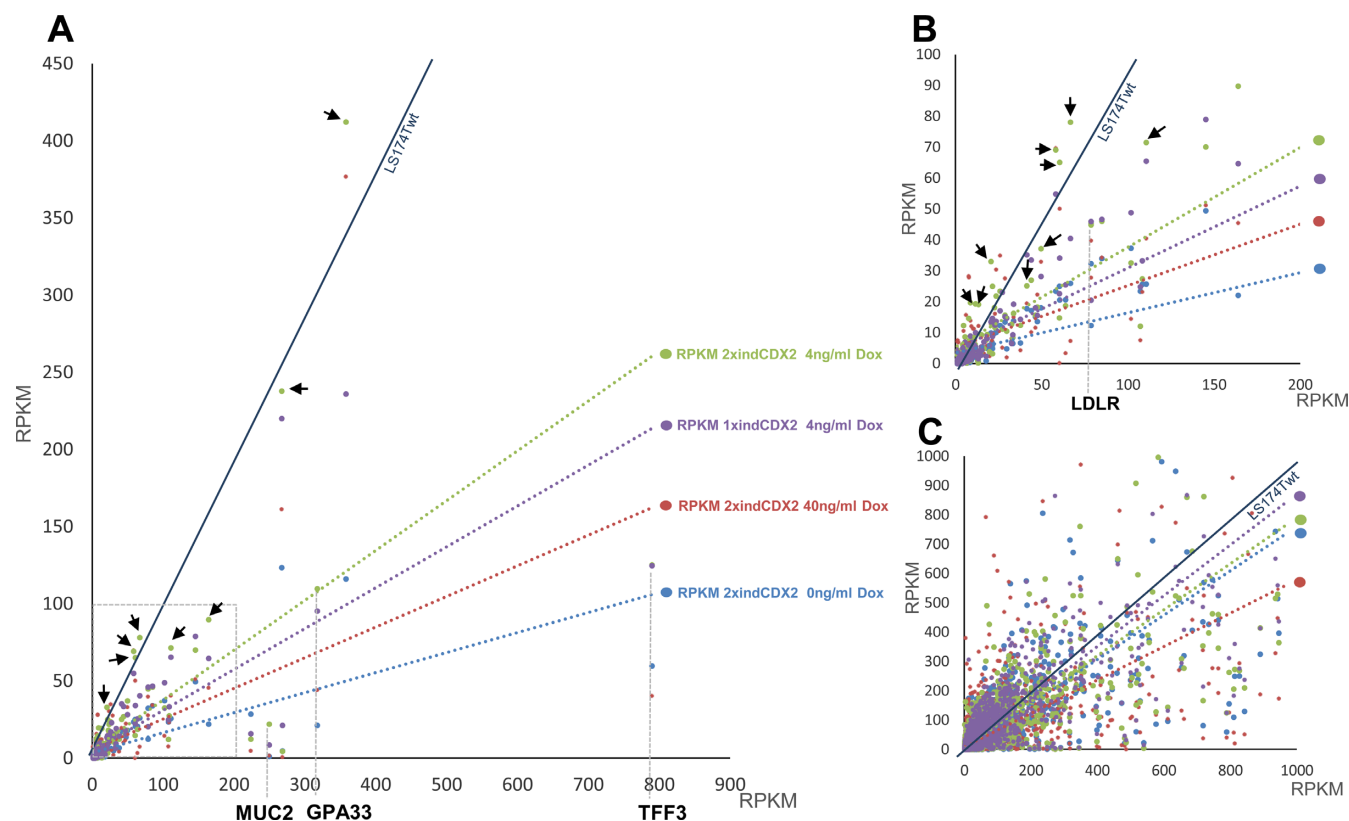 A
450
400
350
300
250
200
150
100
50
0
RPKM
LS174Twt
RPKM 2xindCDX2 4ng/ml Dox
RPKM 1xindCDX2 4ng/ml Dox
RPKM 2xindCDX2 40ng/ml Dox
RPKM 2xindCDX2 0ng/ml Dox
0 100 200 300 400 500 600 700 800 900
RPKM
MUC2 GPA33 TFF3
B
100
90
80
70
60
50
40
30
20
10
0
RPKM
LS174Twt
0 50 100 150 200
LDLR
RPKM
C
1000
900
800
700
600
500
400
300
200
100
0
RPKM
LS174Twt
0 200 400 600 800 1000
RPKM